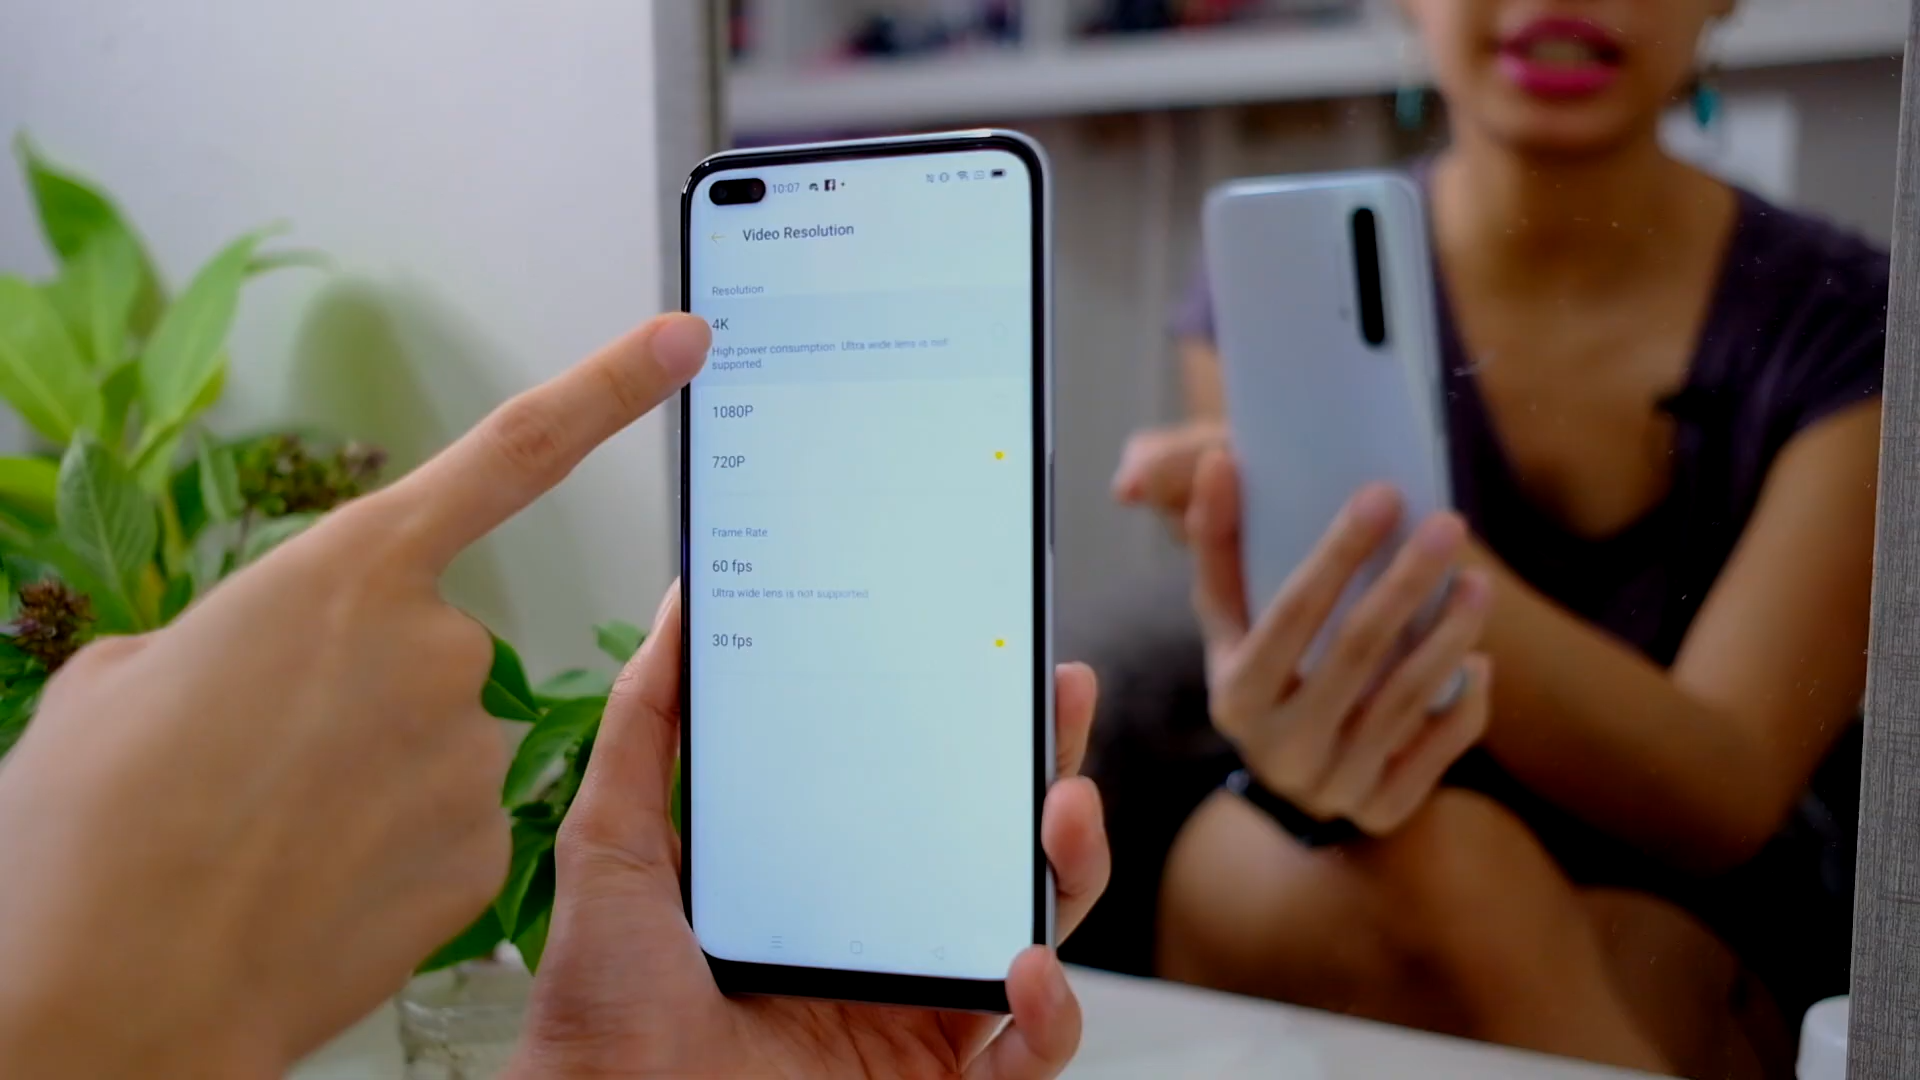 10:07
Video Resolution
Resolution
4K
High power consumption. Ultra wide lens is not
supported.
1080P
720P
Frame Rate
60 fps
Ultra wide lens is not supported
30 fps